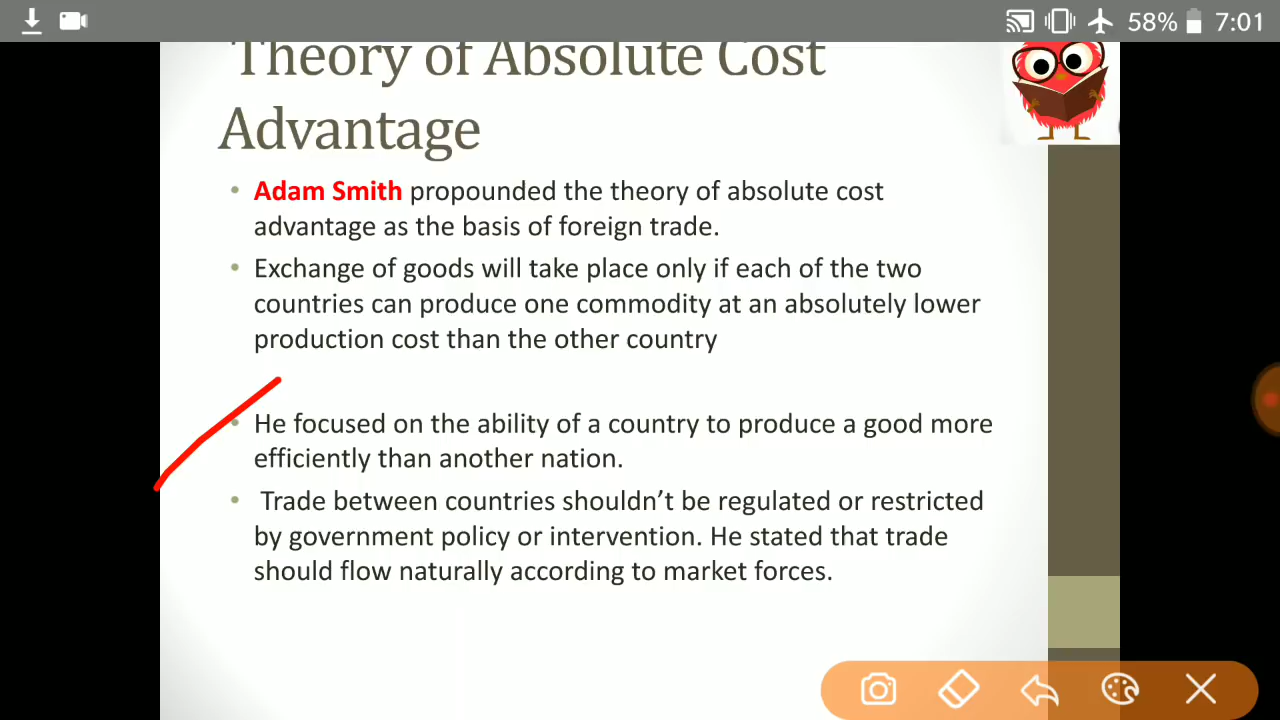 58% 7:01
Theory of Absolute Cost
Advantage
• Adam Smith propounded the theory of absolute cost
advantage as the basis of foreign trade.
• Exchange of goods will take place only if each of the two
countries can produce one commodity at an absolutely lower
production cost than the other country
• He focused on the ability of a country to produce a good more
efficiently than another nation.
• Trade between countries shouldn’t be regulated or restricted
by government policy or intervention. He stated that trade
should flow naturally according to market forces.